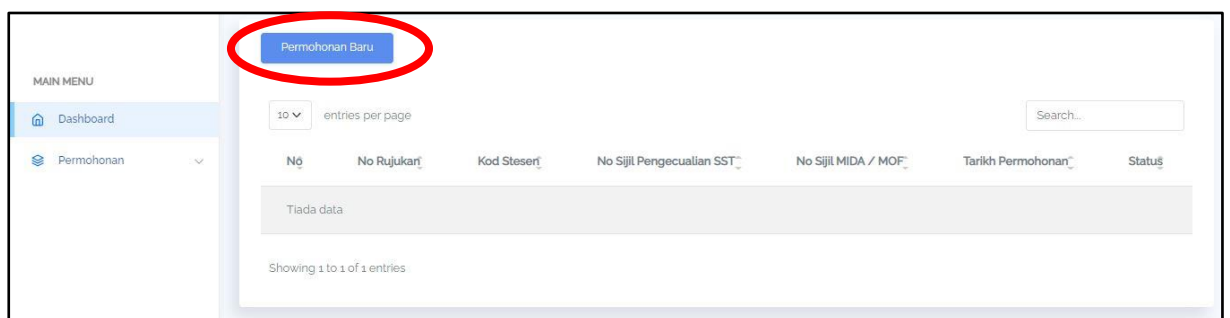 Permohonan Baru
MAIN MENU
Dashboard
Permohonan
10 entries per page
Search...
No No Rujukan Kod Stesen No Sijil Pengecualian SST No Sijil MIDA / MOF Tarikh Permohonan Status
Tiada data
Showing 1 to 1 of 1 entries